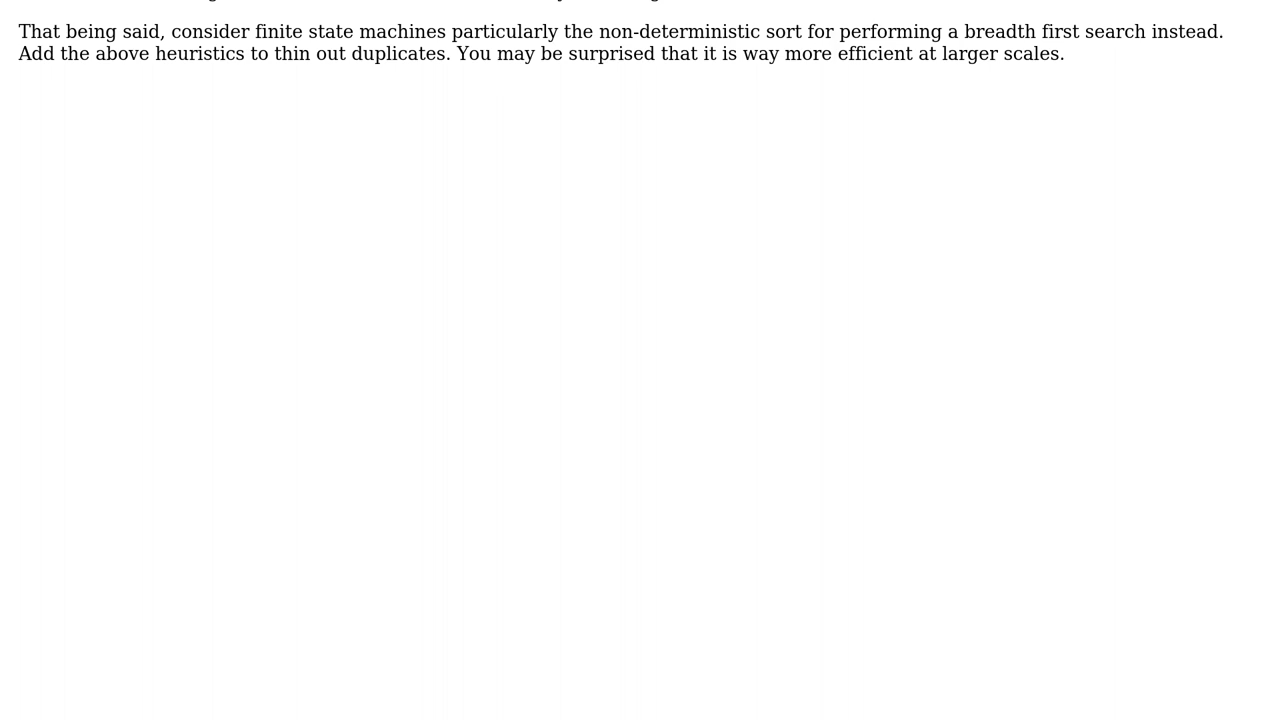 That being said, consider finite state machines particularly the non-deterministic sort for performing a breadth first search instead.
Add the above heuristics to thin out duplicates. You may be surprised that it is way more efficient at larger scales.